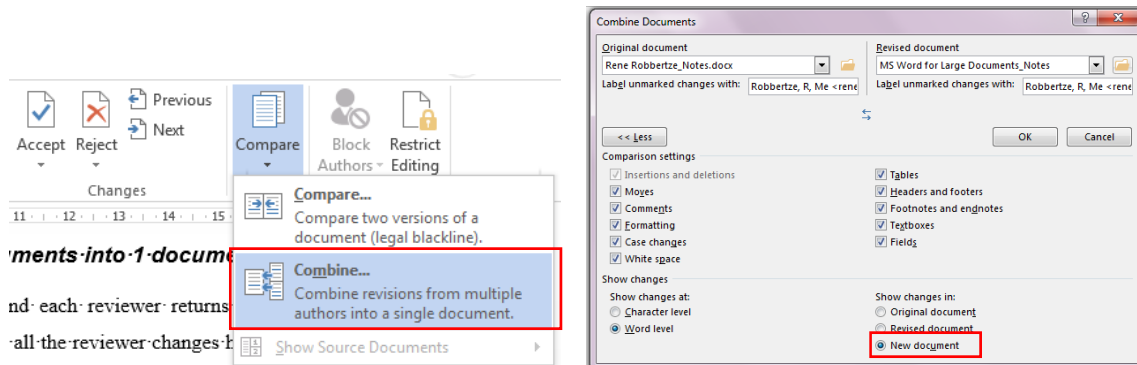 Previous
Next
Accept Reject
Changes
Compare
Block Authors
Restrict Editing
11 12 13 14 15
ments into 1 docume
nd each reviewer returns
all the reviewer changes h
Compare...
Compare two versions of a
document (legal blackline).
Combine...
Combine revisions from multiple
authors into a single document.
Show Source Documents
Combine Documents
Original document
Rene Robbertze_Notes.docx
Label unmarked changes with: Robbertze, R, Me <rene
Revised document
MS Word for Large Documents_Notes
Label unmarked changes with: Robbertze, R, Me <rene
<< Less
OK Cancel
Comparison settings
Insertions and deletions
Moves
Comments
Formatting
Case changes
White space
Tables
Headers and footers
Footnotes and endnotes
Textboxes
Fields
Show changes
Show changes at:
Character level
Word level
Show changes in:
Original document
Revised document
New document